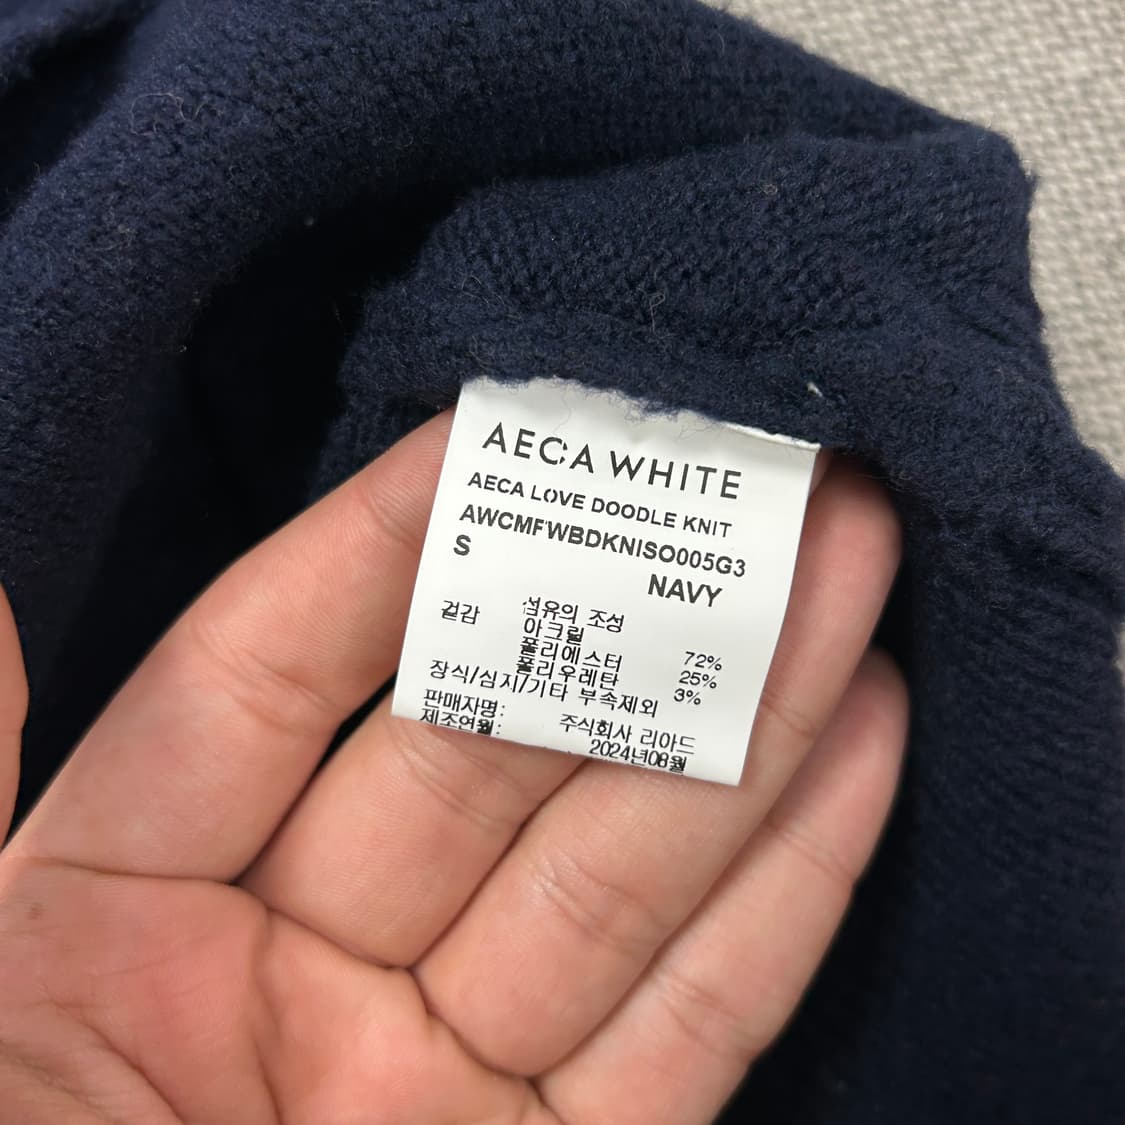 AECA WHITE
AECA LOVE DOODLE KNIT
AWCMFWBDKNISO005G3
S
NAVY
겉감 섬유의 조성
아크릴 72%
폴리에스터 25%
폴리우레탄 3%
장식/심지/기타 부속제외
판매자명: 주식회사 리아드
제조연월: 2024년08월